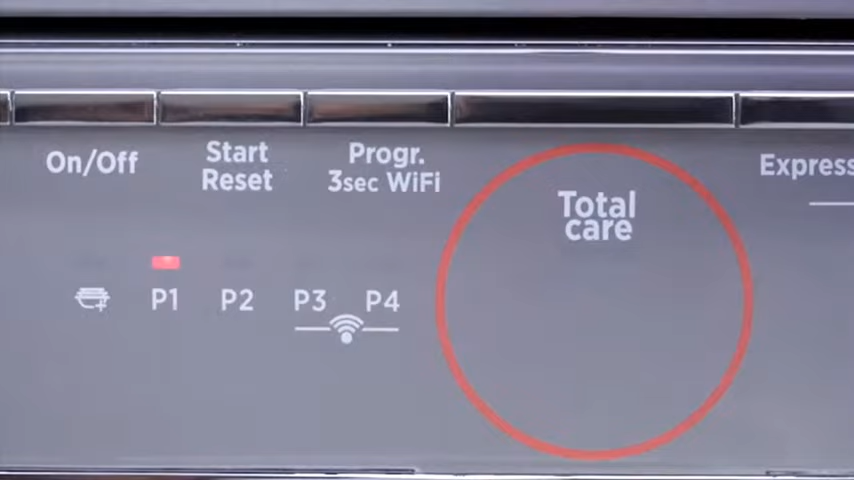 On/Off
Start
Reset
Progr.
3sec WiFi
Total
care
Express
P1 P2 P3 P4